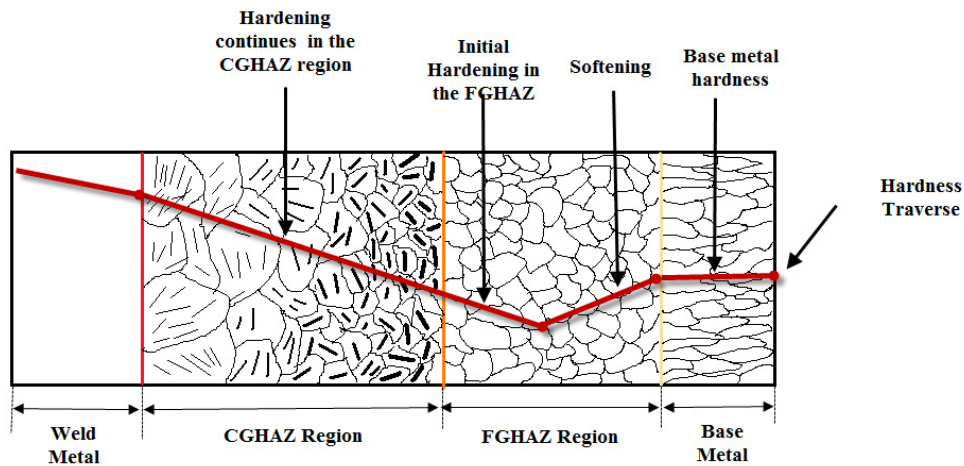 Hardening
continues in the
CGHAZ region
Initial
Hardening in
the FGHAZ
Softening
Base metal
hardness
Hardness
Traverse
Weld
Metal
CGHAZ Region
FGHAZ Region
Base
Metal